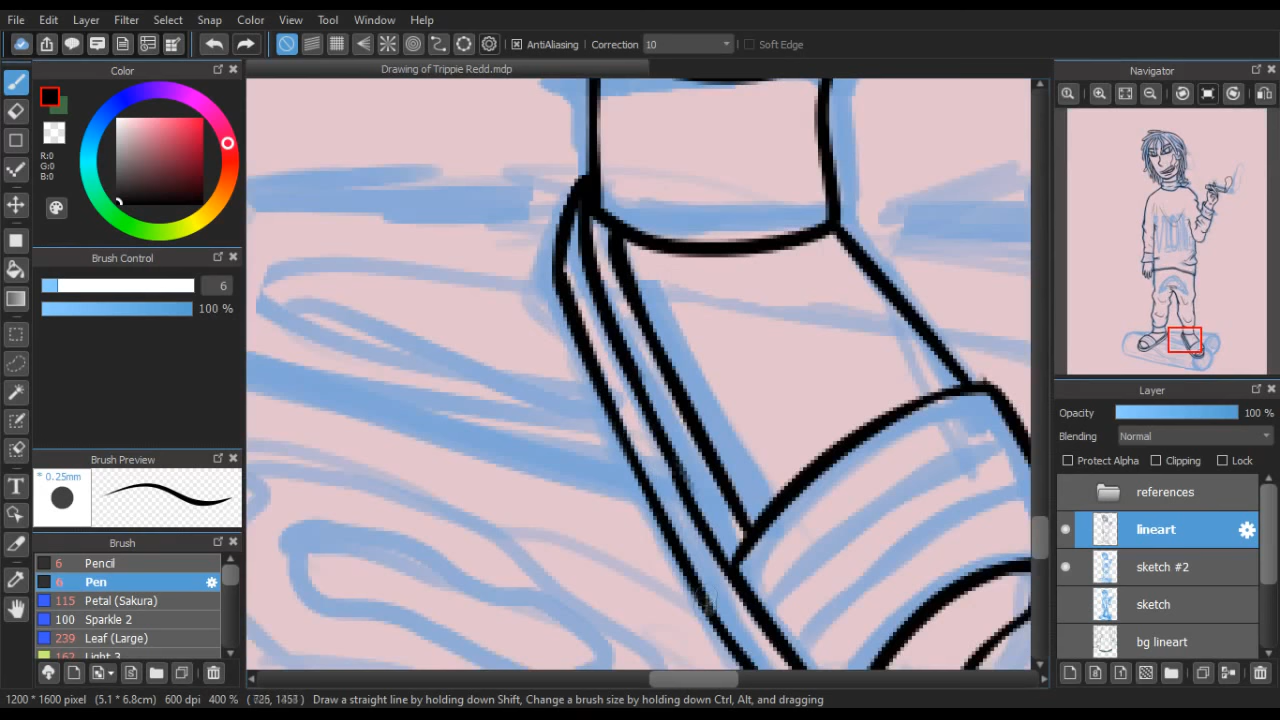 File Edit Layer Filter Select Snap Color View Tool Window Help
AntiAliasing Correction 10 Soft Edge
Color
Drawing of Trippie Redd.mdp
Navigator
R:0
G:0
B:0
Brush Control
6
100 %
Brush Preview
* 0.25mm
Brush
6 Pencil
6 Pen
115 Petal (Sakura)
100 Sparkle 2
239 Leaf (Large)
162 Light 3
Layer
Opacity 100 %
Blending Normal
Protect Alpha Clipping Lock
references
lineart
sketch #2
sketch
bg lineart
1200 * 1600 pixel (5.1 * 6.8cm) 600 dpi 400 % Draw a straight line by holding down Shift, Change a brush size by holding down Ctrl, Alt, and dragging